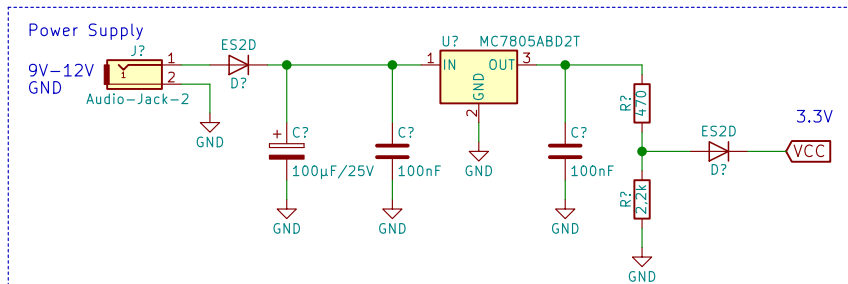 Power Supply
J?
1
2
1
9V-12V
GND
Audio-Jack-2
GND
ES2D
D?
+
C?
100µF/25V
GND
C?
100nF
GND
U?
MC7805ABD2T
1
IN
OUT
3
GND
2
GND
C?
100nF
GND
R?
470
R?
2,2k
GND
ES2D
D?
3.3V
VCC